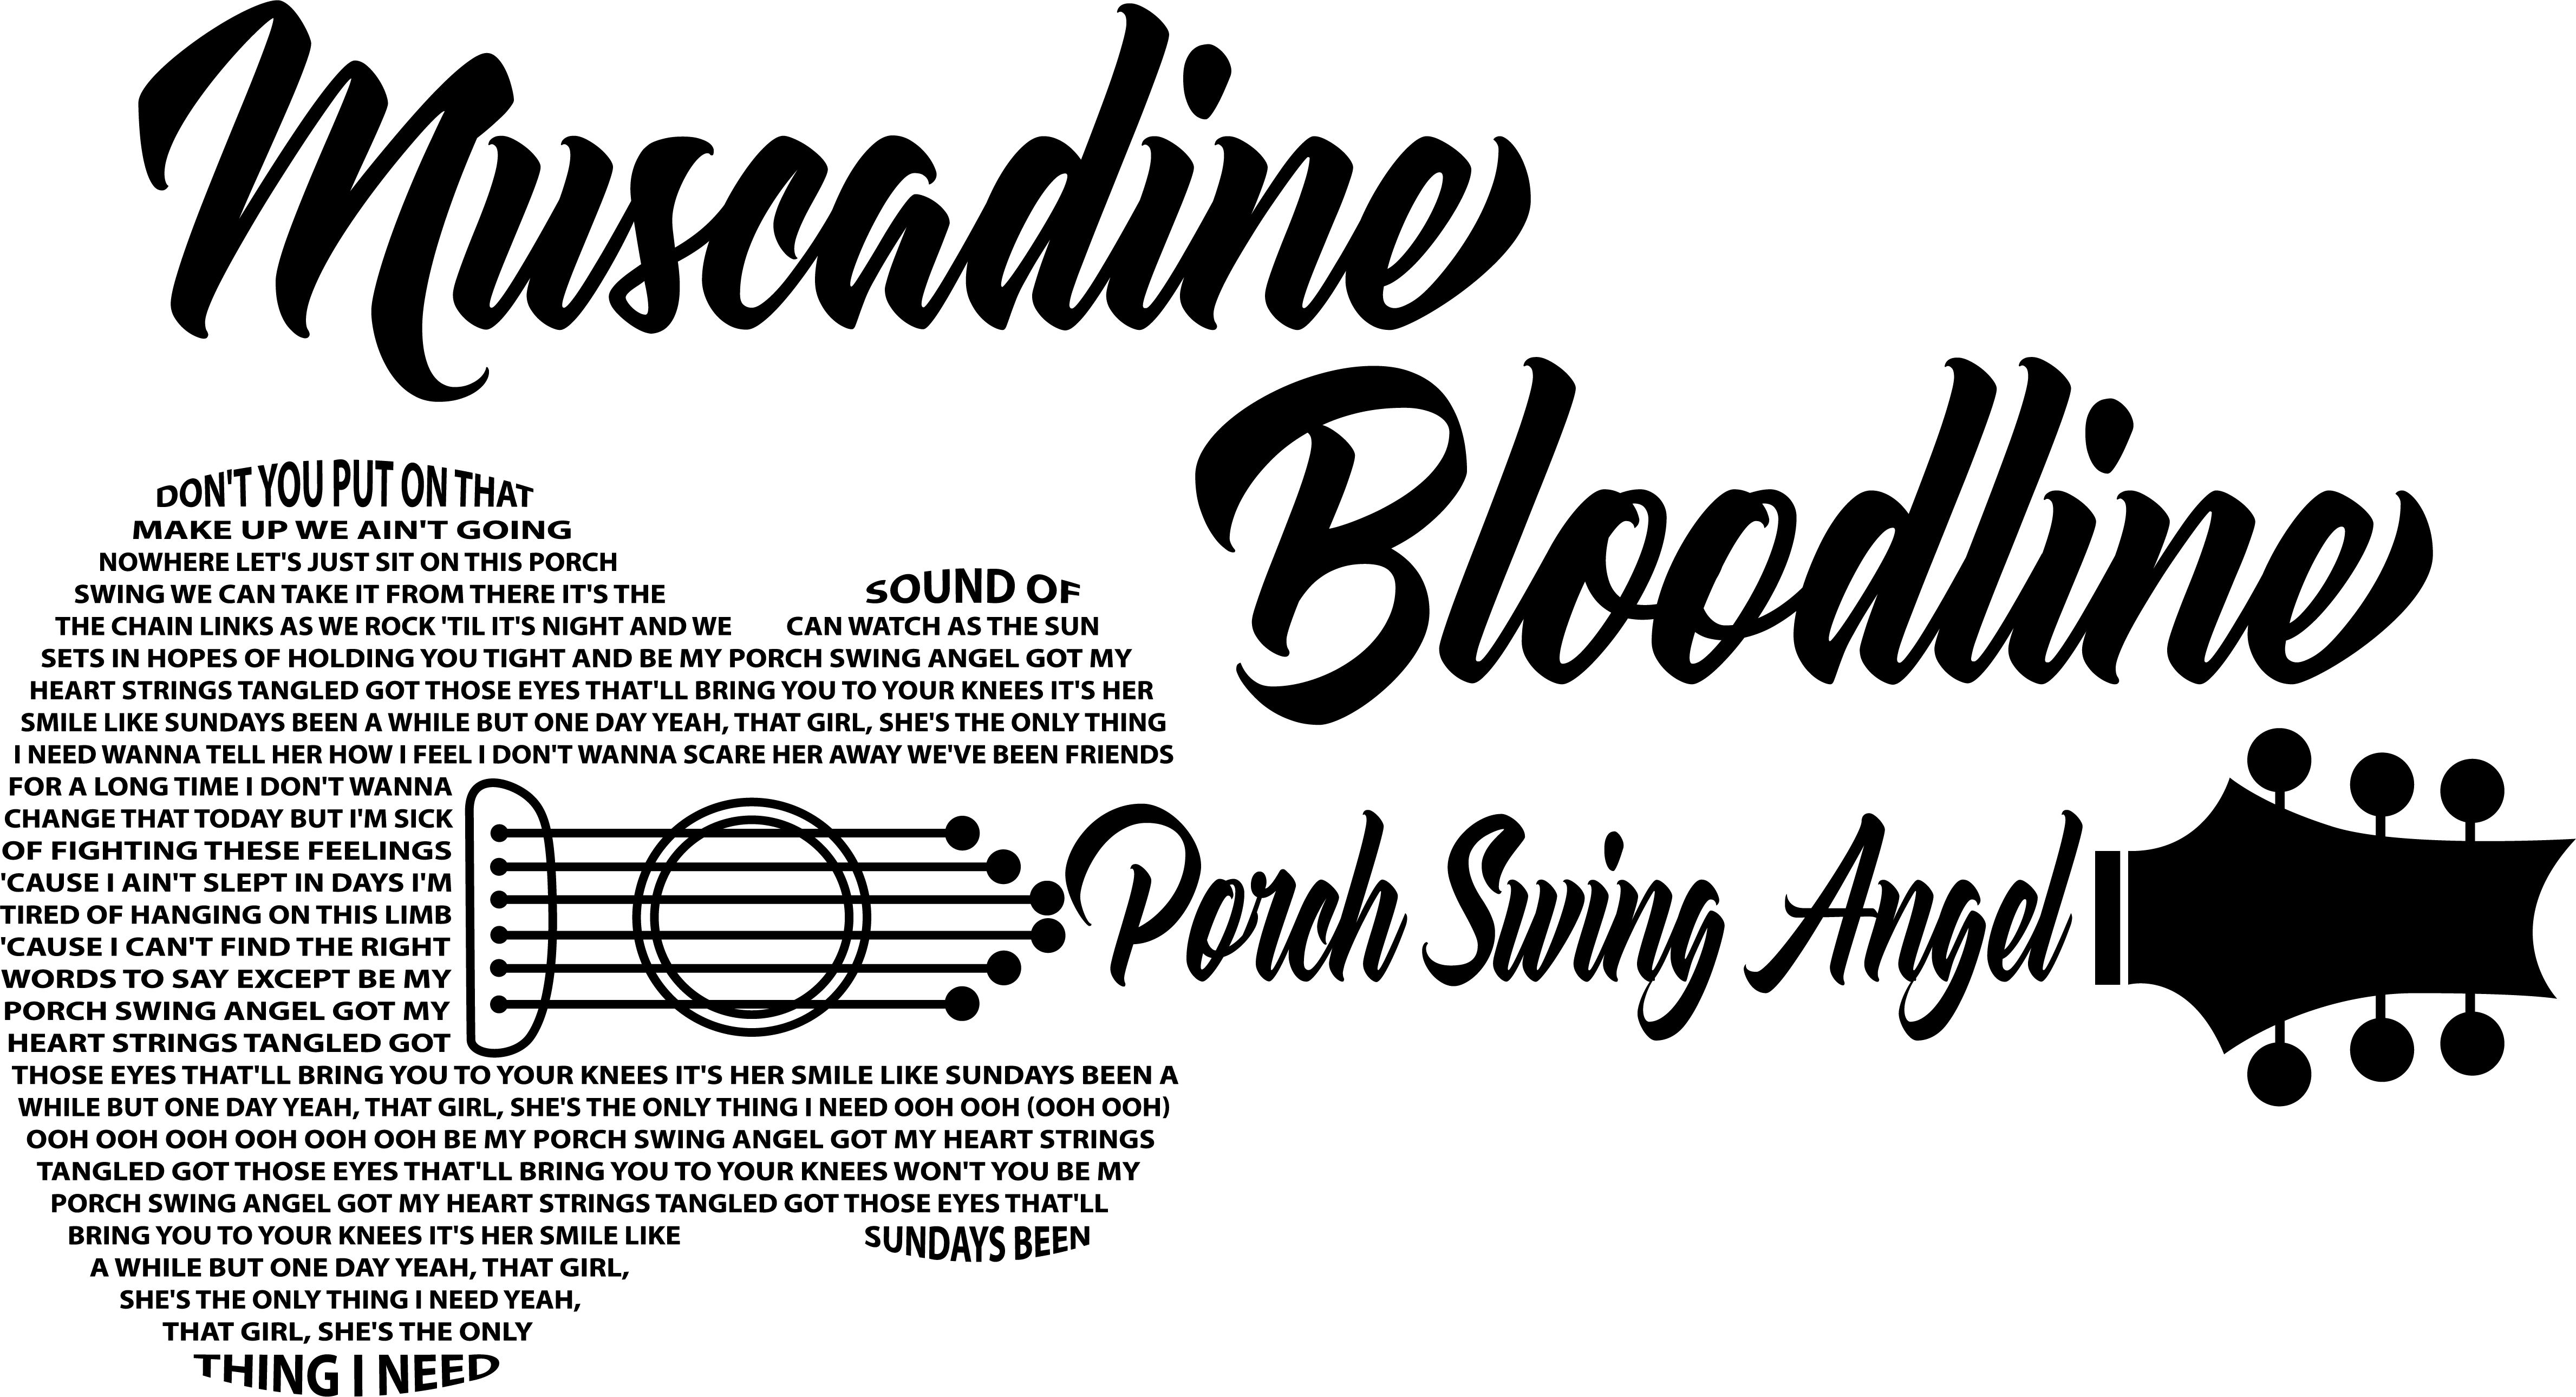 Muscadine
Bloodline
DON'T YOU PUT ON THAT
MAKE UP WE AIN'T GOING
NOWHERE LET'S JUST SIT ON THIS PORCH
SWING WE CAN TAKE IT FROM THERE IT'S THE
SOUND OF
THE CHAIN LINKS AS WE ROCK 'TIL IT'S NIGHT AND WE CAN WATCH AS THE SUN
SETS IN HOPES OF HOLDING YOU TIGHT AND BE MY PORCH SWING ANGEL GOT MY
HEART STRINGS TANGLED GOT THOSE EYES THAT'LL BRING YOU TO YOUR KNEES IT'S HER
SMILE LIKE SUNDAYS BEEN A WHILE BUT ONE DAY YEAH, THAT GIRL, SHE'S THE ONLY THING
I NEED WANNA TELL HER HOW I FEEL I DON'T WANNA SCARE HER AWAY WE'VE BEEN FRIENDS
FOR A LONG TIME I DON'T WANNA
CHANGE THAT TODAY BUT I'M SICK
OF FIGHTING THESE FEELINGS
'CAUSE I AIN'T SLEPT IN DAYS I'M
TIRED OF HANGING ON THIS LIMB
'CAUSE I CAN'T FIND THE RIGHT
WORDS TO SAY EXCEPT BE MY
PORCH SWING ANGEL GOT MY
HEART STRINGS TANGLED GOT
Porch Swing Angel
THOSE EYES THAT'LL BRING YOU TO YOUR KNEES IT'S HER SMILE LIKE SUNDAYS BEEN A
WHILE BUT ONE DAY YEAH, THAT GIRL, SHE'S THE ONLY THING I NEED OOH OOH (OOH OOH)
OOH OOH OOH OOH OOH OOH BE MY PORCH SWING ANGEL GOT MY HEART STRINGS
TANGLED GOT THOSE EYES THAT'LL BRING YOU TO YOUR KNEES WON'T YOU BE MY
PORCH SWING ANGEL GOT MY HEART STRINGS TANGLED GOT THOSE EYES THAT'LL
BRING YOU TO YOUR KNEES IT'S HER SMILE LIKE
SUNDAYS BEEN
A WHILE BUT ONE DAY YEAH, THAT GIRL,
SHE'S THE ONLY THING I NEED YEAH,
THAT GIRL, SHE'S THE ONLY
THING I NEED